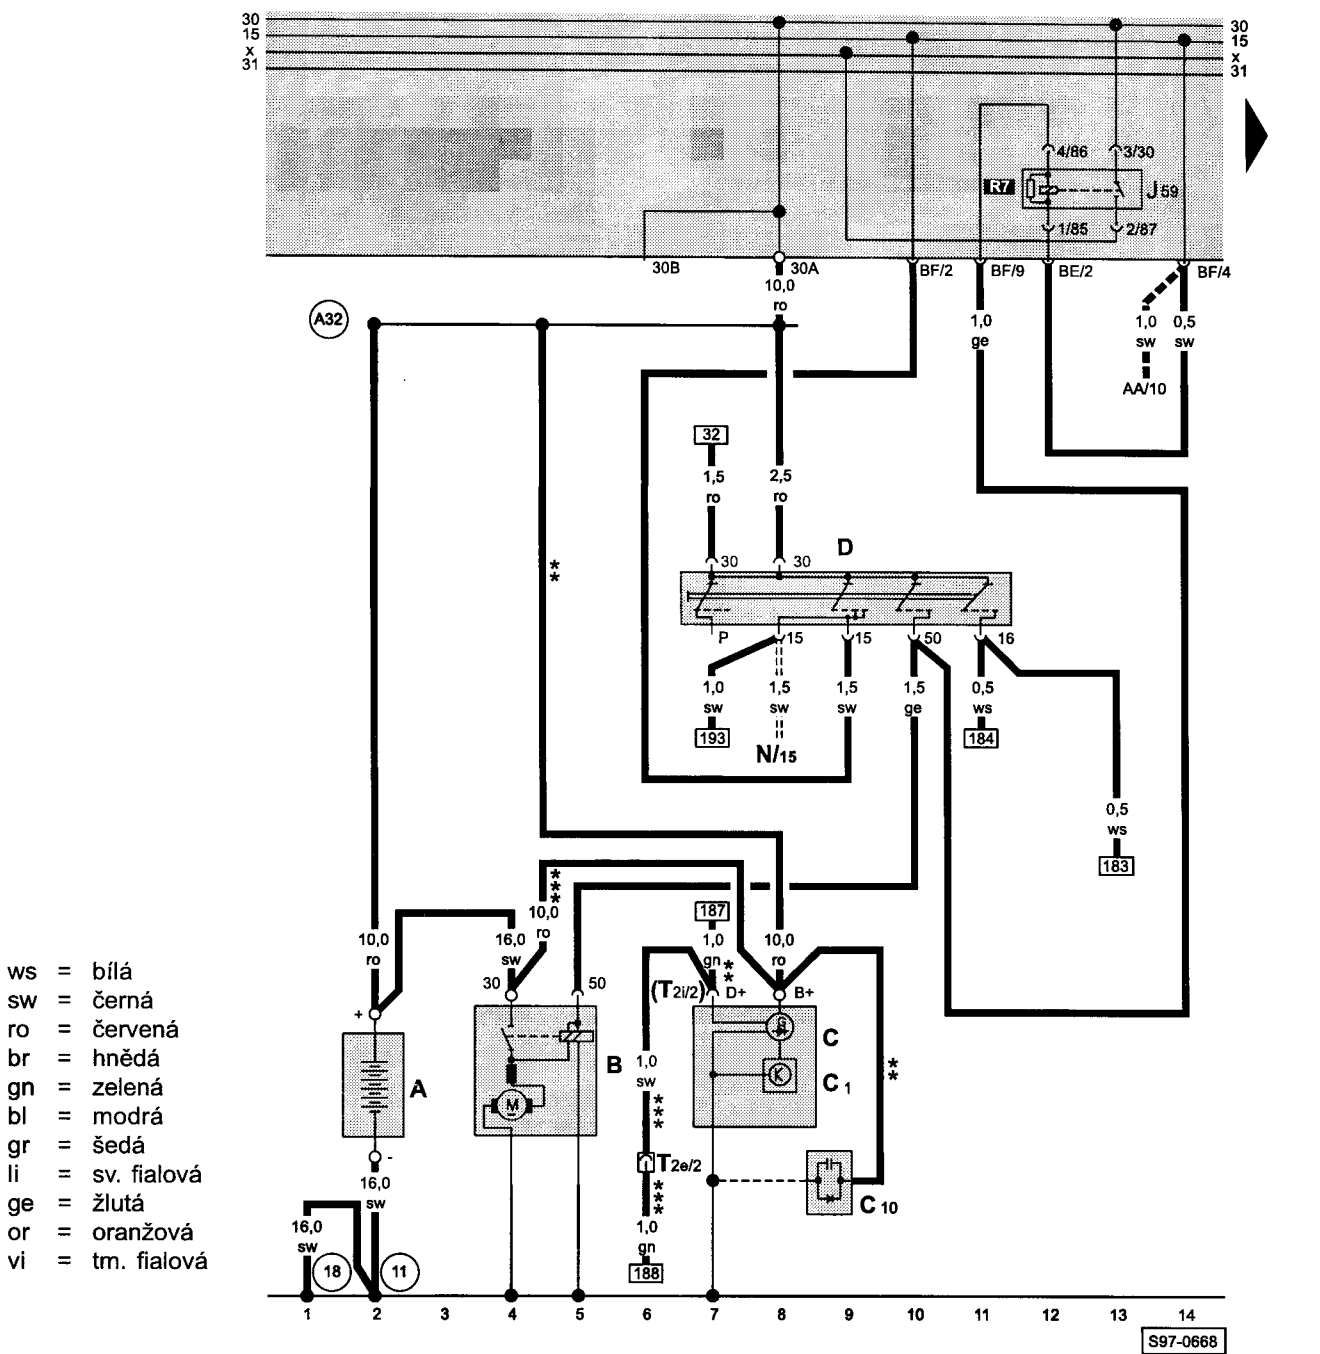 30
15
x
31
30
15
x
31
4/86
3/30
R7
J 59
1/85
2/87
30B
30A
BF/2
BF/9
BE/2
BF/4
10,0
ro
A32
1,0
ge
1,0
sw
0,5
sw
AA/10
32
1,5
ro
2,5
ro
D
30
30
**
P
15
15
50
16
1,0
sw
1,5
sw
1,5
sw
1,5
ge
0,5
ws
193
N/15
184
0,5
ws
183
***
10,0
ro
187
10,0
ro
16,0
sw
1,0
gn
**
10,0
ro
30
50
(T2i/2)
D+
B+
+
G
C
K
C 1
A
B
M
1,0
sw
***
**
-
T2e/2
***
C 10
16,0
sw
16,0
sw
1,0
gn
18
11
188
ws = bílá
sw = černá
ro = červená
br = hnědá
gn = zelená
bl = modrá
gr = šedá
li = sv. fialová
ge = žlutá
or = oranžová
vi = tm. fialová
1 2 3 4 5 6 7 8 9 10 11 12 13 14
S97-0668